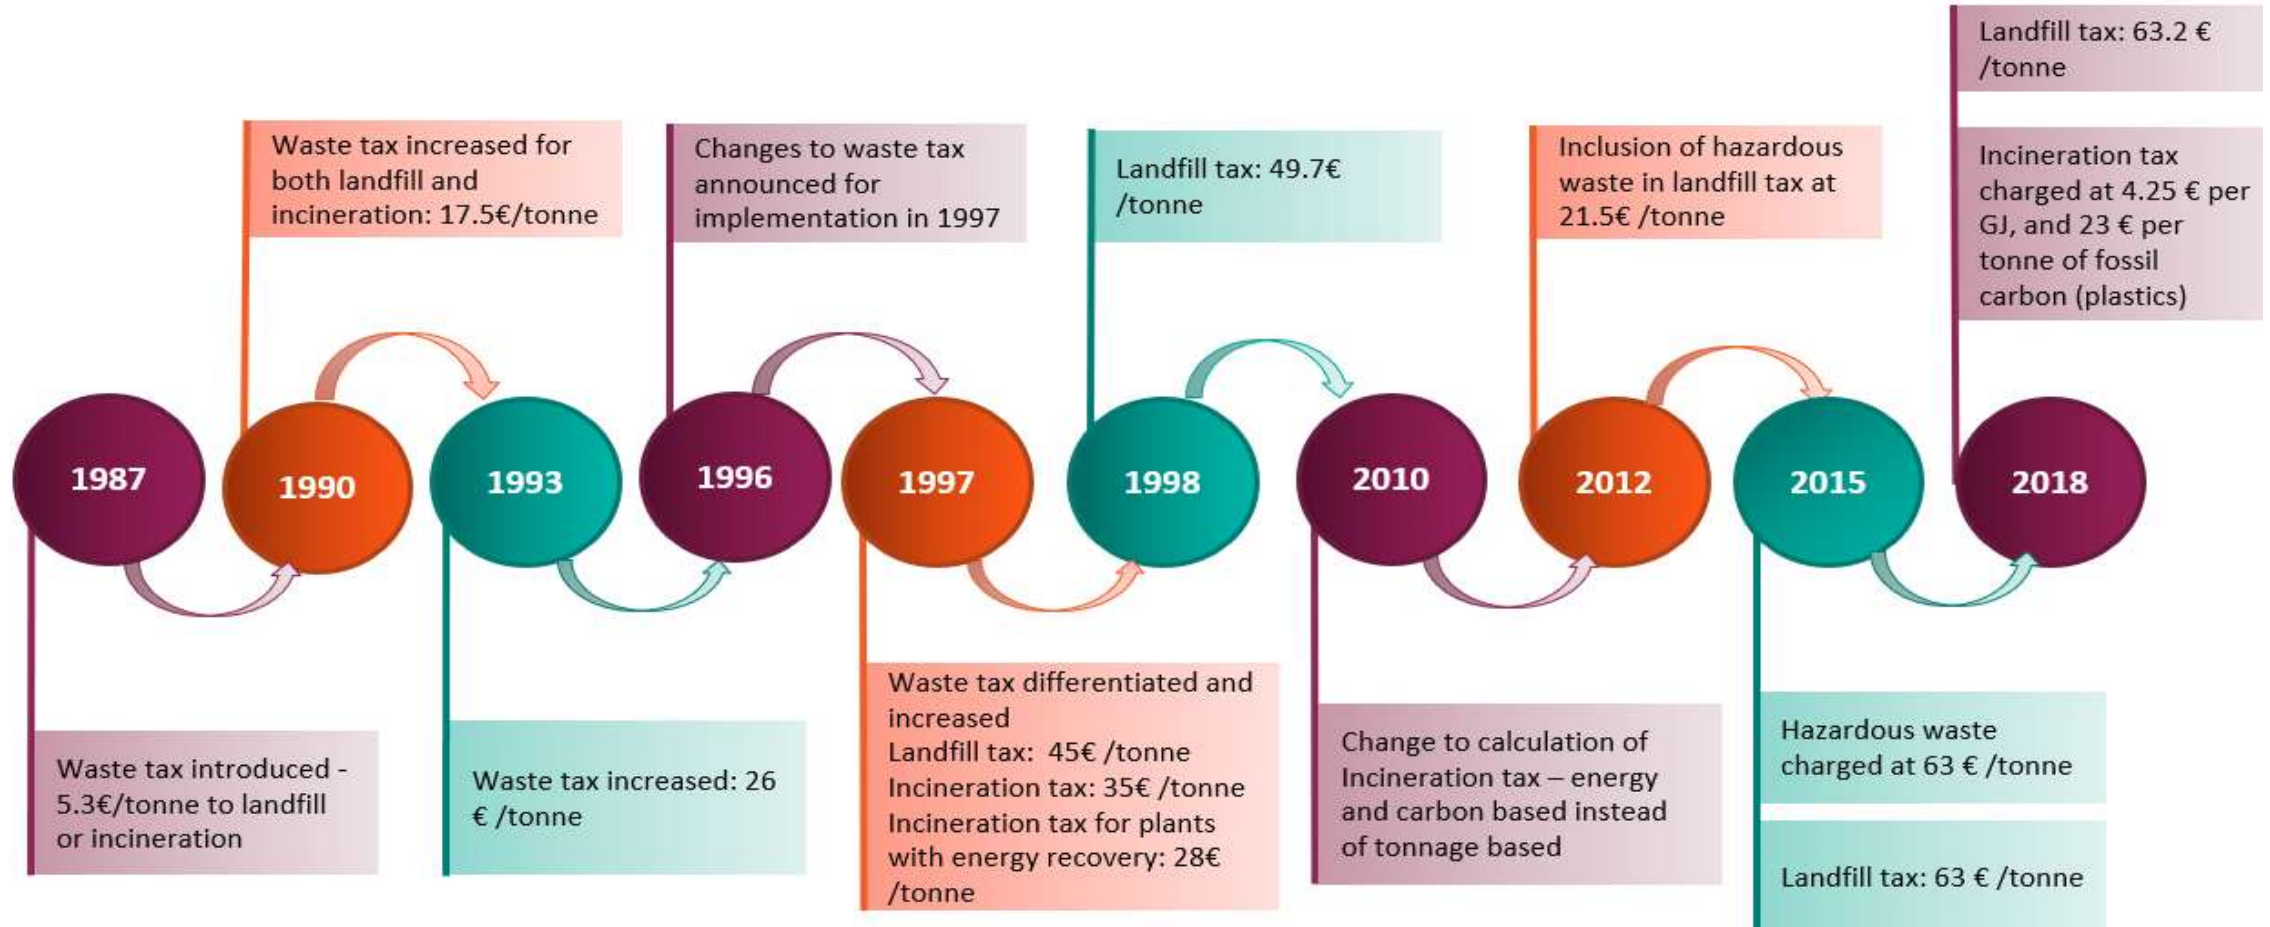 1987
Waste tax introduced -
5.3€/tonne to landfill
or incineration
1990
Waste tax increased for
both landfill and
incineration: 17.5€/tonne
1993
Waste tax increased: 26
€ /tonne
1996
Changes to waste tax
announced for
implementation in 1997
1997
Waste tax differentiated and
increased
Landfill tax: 45€ /tonne
Incineration tax: 35€ /tonne
Incineration tax for plants
with energy recovery: 28€
/tonne
1998
Landfill tax: 49.7€
/tonne
2010
Change to calculation of
Incineration tax – energy
and carbon based instead
of tonnage based
2012
Inclusion of hazardous
waste in landfill tax at
21.5€ /tonne
2015
Hazardous waste
charged at 63 € /tonne
Landfill tax: 63 € /tonne
2018
Landfill tax: 63.2 €
/tonne
Incineration tax
charged at 4.25 € per
GJ, and 23 € per
tonne of fossil
carbon (plastics)